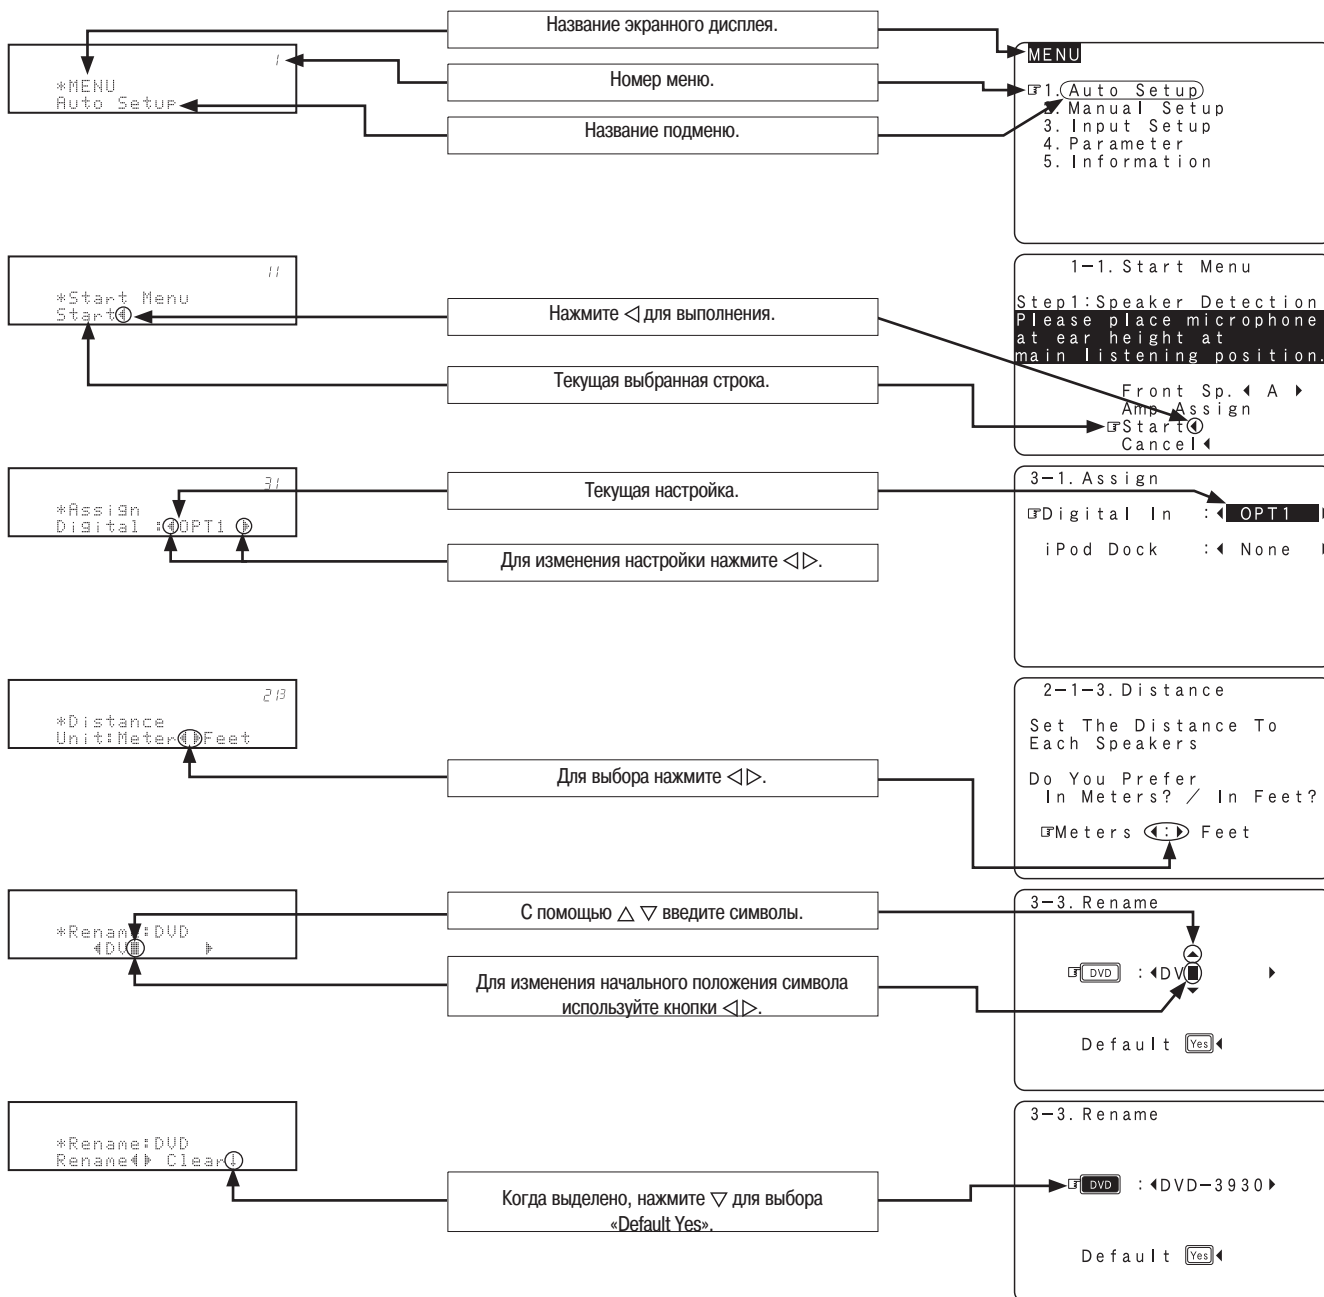 Название экранного дисплея.
1
*MENU
Auto Setup
Номер меню.
Название подменю.
MENU
☞1. Auto Setup
2. Manual Setup
3. Input Setup
4. Parameter
5. Information
11
*Start Menu
Start◀
Нажмите ◁ для выполнения.
Текущая выбранная строка.
1-1. Start Menu
Step1:Speaker Detection
Please place microphone
at ear height at
main listening position.
Front Sp. ◀ A ▶
Amp Assign
☞Start◀
Cancel◀
31
*Assign
Digital :◀OPT1 ▶
Текущая настройка.
Для изменения настройки нажмите ◁▷.
3-1. Assign
☞Digital In :◀ OPT1 ▶
iPod Dock :◀ None ▶
213
*Distance
Unit:Meter◀▶Feet
Для выбора нажмите ◁▷.
2-1-3. Distance
Set The Distance To
Each Speakers
Do You Prefer
In Meters? / In Feet?
☞Meters ◀:▶ Feet
*Rename:DVD
◀DV■ ▶
С помощью △ ▽ введите символы.
Для изменения начального положения символа
используйте кнопки ◁▷.
3-3. Rename
☞DVD :◀DV■ ▶
Default Yes◀
*Rename:DVD
Rename◀▶ Clear↓
Когда выделено, нажмите ▽ для выбора
«Default Yes».
3-3. Rename
☞DVD :◀DVD-3930▶
Default Yes◀